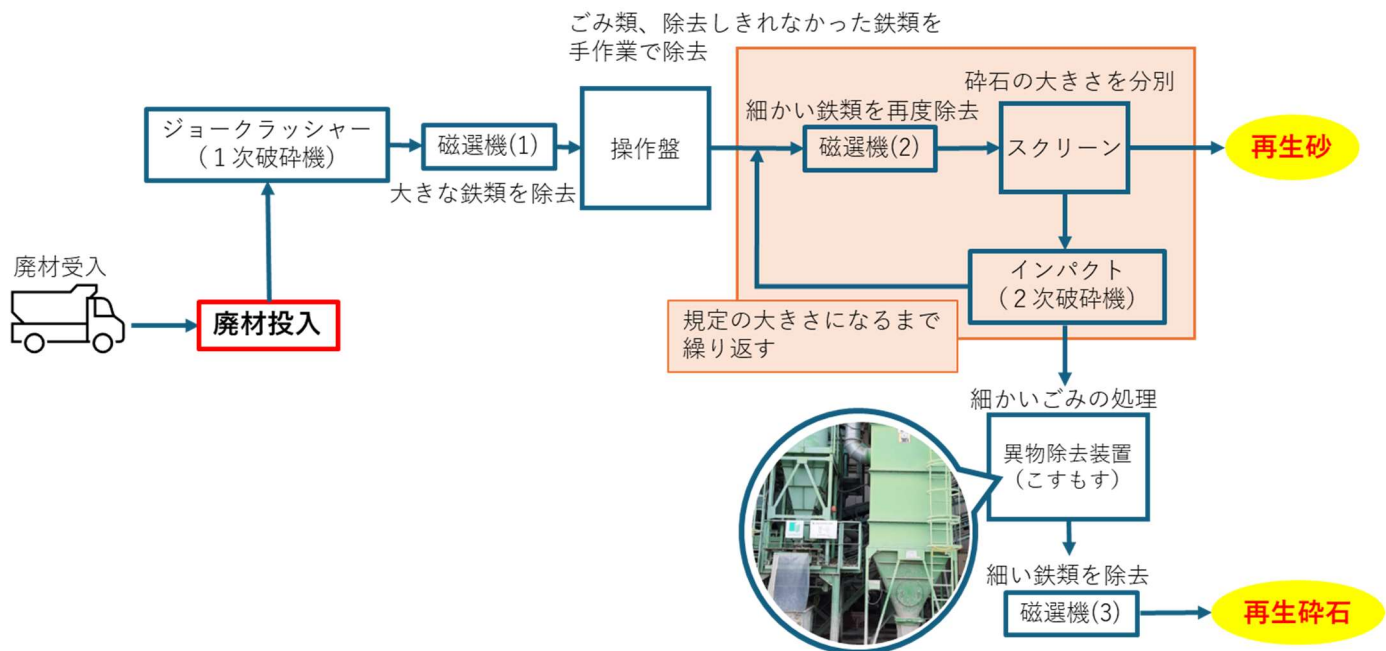 ごみ類、除去しきれなかった鉄類を
手作業で除去
砕石の大きさを分別
ジョークラッシャー
（１次破砕機）
磁選機(1)
大きな鉄類を除去
操作盤
細かい鉄類を再度除去
磁選機(2)
スクリーン
再生砂
廃材受入
廃材投入
インパクト
（２次破砕機）
規定の大きさになるまで
繰り返す
細かいごみの処理
異物除去装置
（こすもす）
細い鉄類を除去
磁選機(3)
再生砕石